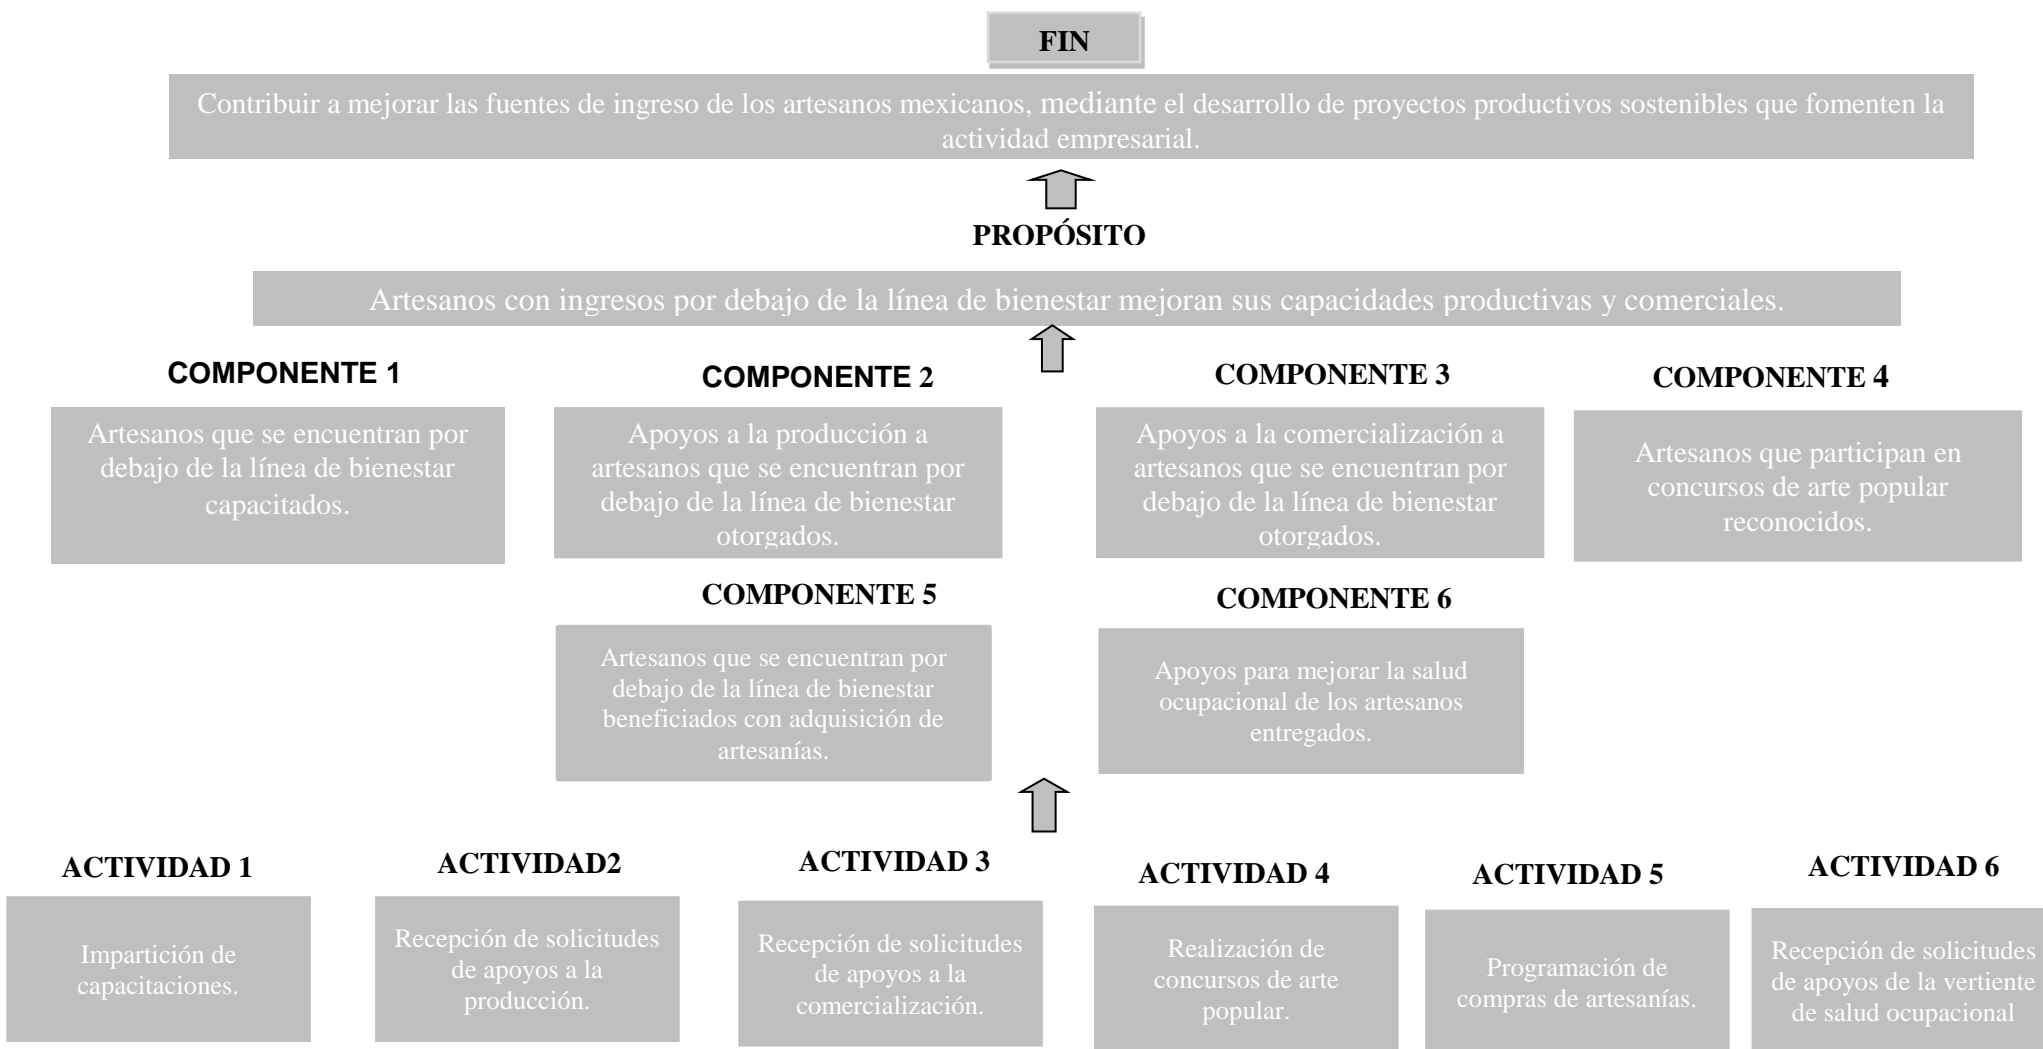 FIN
Contribuir a mejorar las fuentes de ingreso de los artesanos mexicanos, mediante el desarrollo de proyectos productivos sostenibles que fomenten la
actividad empresarial.
PROPÓSITO
Artesanos con ingresos por debajo de la línea de bienestar mejoran sus capacidades productivas y comerciales.
COMPONENTE 1
Artesanos que se encuentran por
debajo de la línea de bienestar
capacitados.
COMPONENTE 2
Apoyos a la producción a
artesanos que se encuentran por
debajo de la línea de bienestar
otorgados.
COMPONENTE 3
Apoyos a la comercialización a
artesanos que se encuentran por
debajo de la línea de bienestar
otorgados.
COMPONENTE 4
Artesanos que participan en
concursos de arte popular
reconocidos.
COMPONENTE 5
Artesanos que se encuentran por
debajo de la línea de bienestar
beneficiados con adquisición de
artesanías.
COMPONENTE 6
Apoyos para mejorar la salud
ocupacional de los artesanos
entregados.
ACTIVIDAD 1
Impartición de
capacitaciones.
ACTIVIDAD2
Recepción de solicitudes
de apoyos a la
producción.
ACTIVIDAD 3
Recepción de solicitudes
de apoyos a la
comercialización.
ACTIVIDAD 4
Realización de
concursos de arte
popular.
ACTIVIDAD 5
Programación de
compras de artesanías.
ACTIVIDAD 6
Recepción de solicitudes
de apoyos de la vertiente
de salud ocupacional